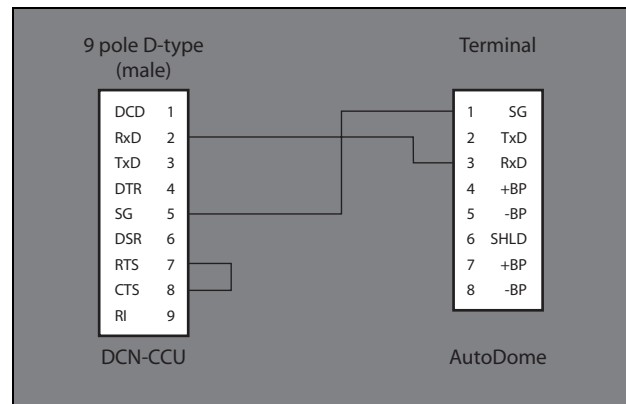 9 pole D-type
(male)
DCD 1
RxD 2
TxD 3
DTR 4
SG 5
DSR 6
RTS 7
CTS 8
RI 9
DCN-CCU
Terminal
1 SG
2 TxD
3 RxD
4 +BP
5 -BP
6 SHLD
7 +BP
8 -BP
AutoDome